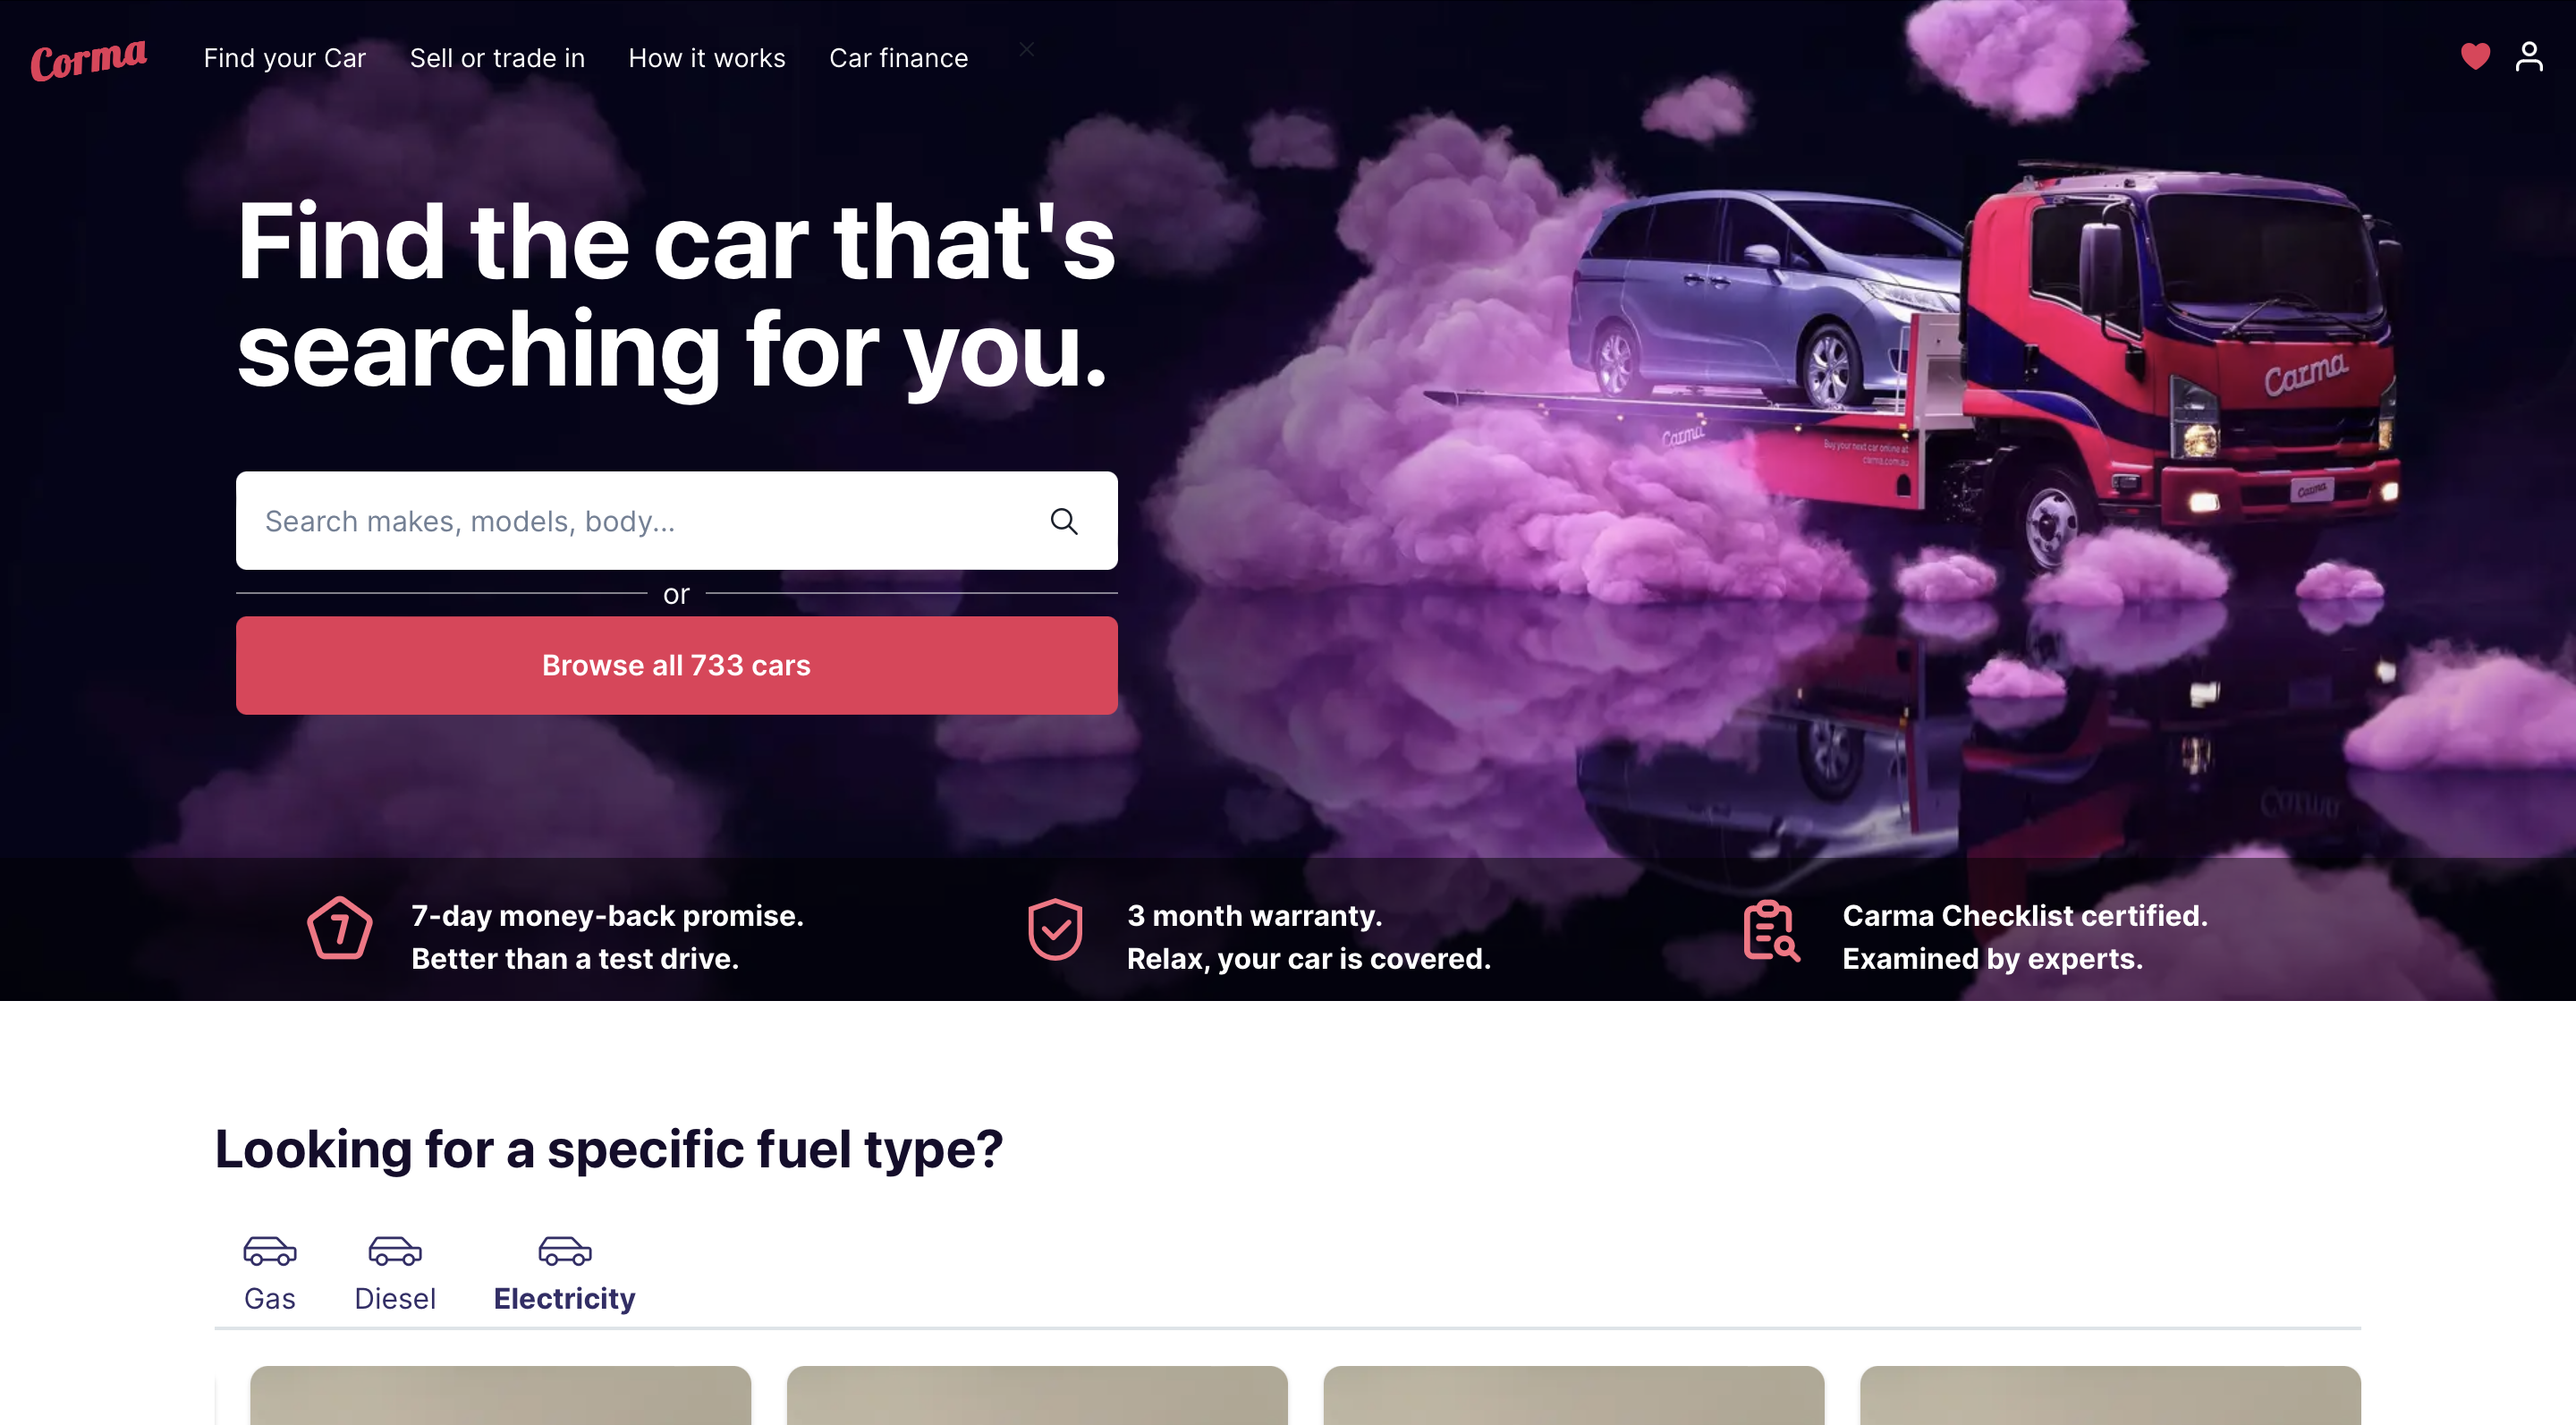 Corma
Find your Car
Sell or trade in
How it works
Car finance
Find the car that's
searching for you.
Search makes, models, body...
or
Browse all 733 cars
Carma
Carma
Buy your next car online at
carma.com.au
Carma
7-day money-back promise.
Better than a test drive.
3 month warranty.
Relax, your car is covered.
Carma Checklist certified.
Examined by experts.
Looking for a specific fuel type?
Gas
Diesel
Electricity